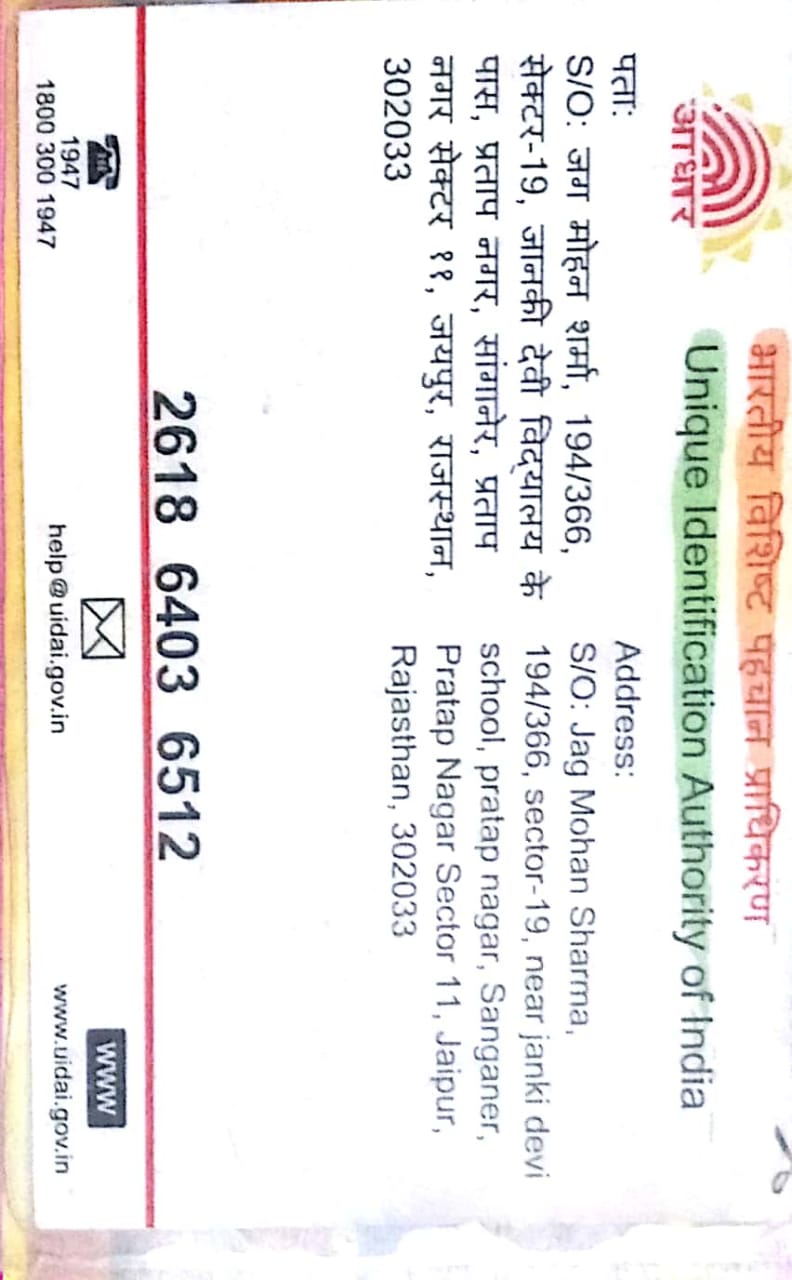 आधार
भारतीय विशिष्ट पहचान प्राधिकरण
Unique Identification Authority of India
पता:
S/O: जग मोहन शर्मा, 194/366,
सेक्टर-19, जानकी देवी विद्यालय के
पास, प्रताप नगर, सांगानेर, प्रताप
नगर सेक्टर ११, जयपुर, राजस्थान,
302033
Address:
S/O: Jag Mohan Sharma,
194/366, sector-19, near janki devi
school, pratap nagar, Sanganer,
Pratap Nagar Sector 11, Jaipur,
Rajasthan, 302033
2618 6403 6512
1947
1800 300 1947
help@uidai.gov.in
www
www.uidai.gov.in